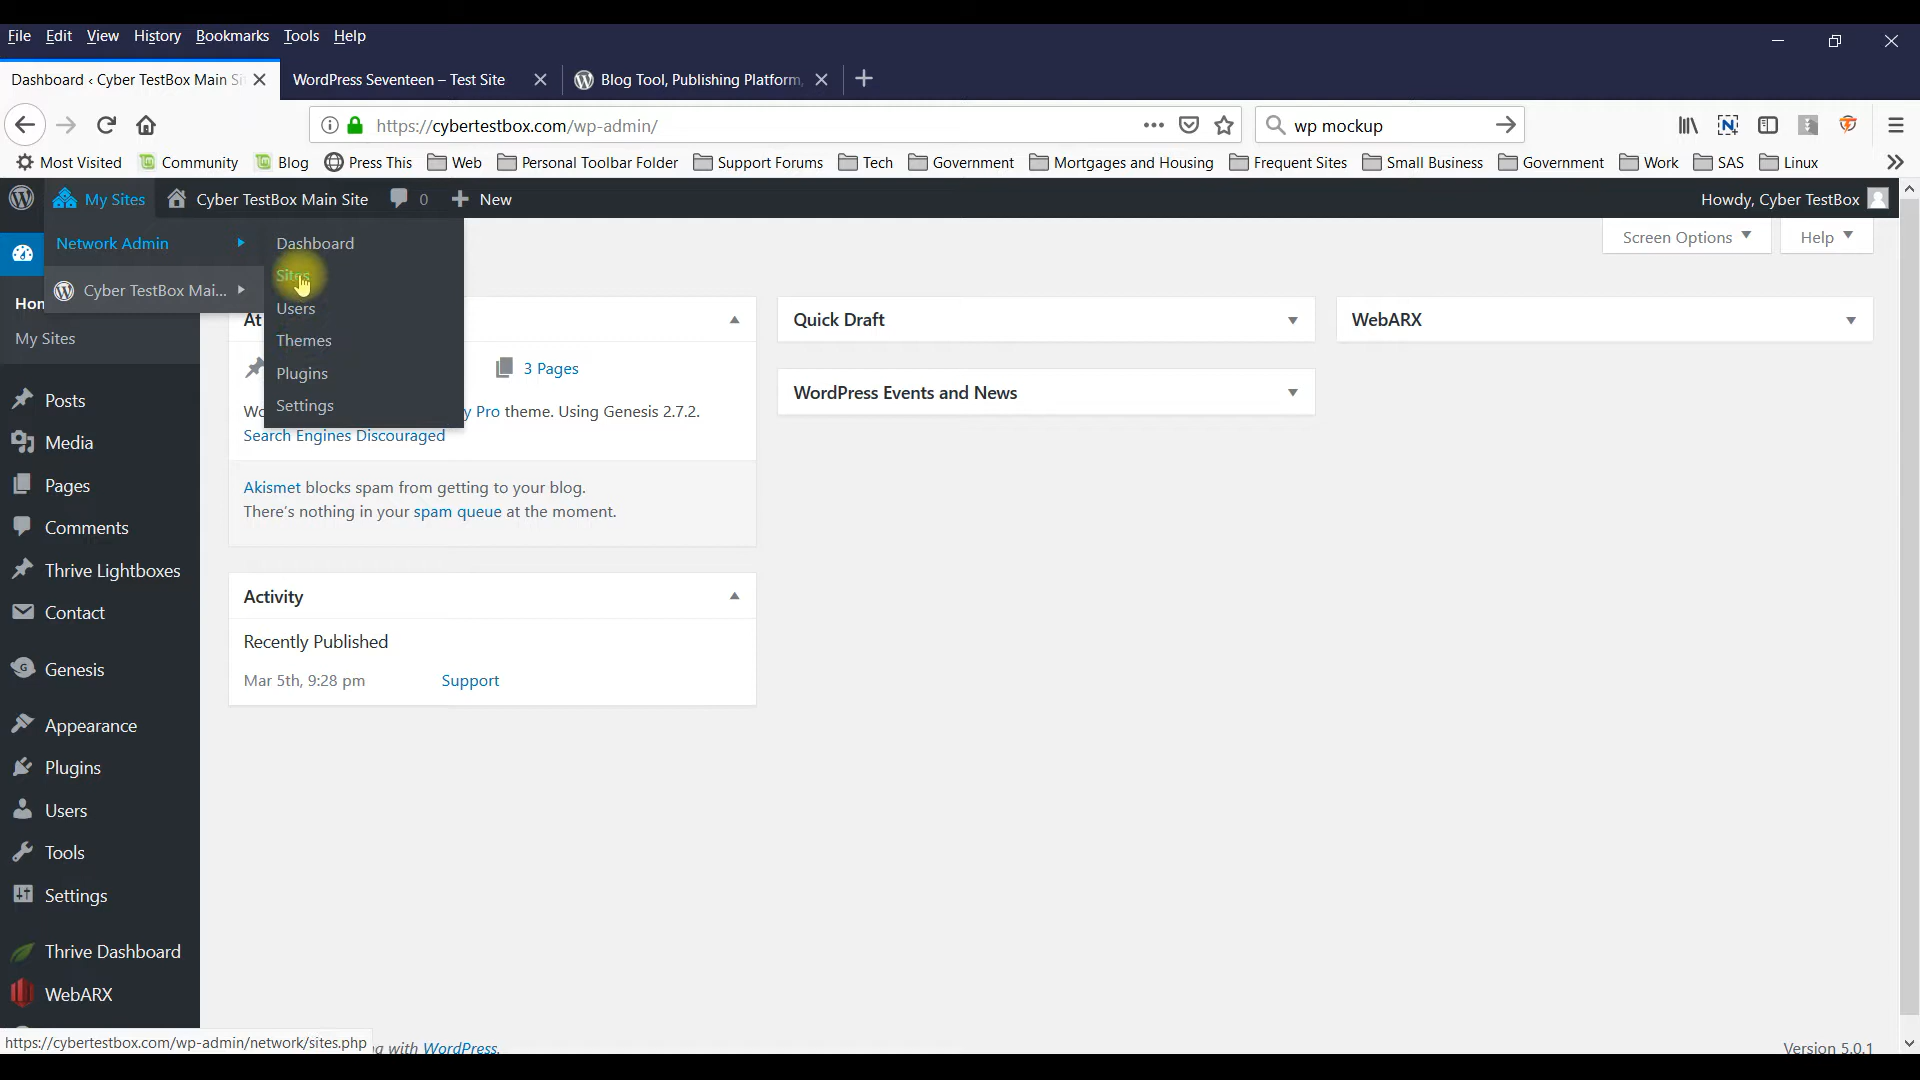 File Edit View History Bookmarks Tools Help
Dashboard ‹ Cyber TestBox Main Si WordPress Seventeen – Test Site Blog Tool, Publishing Platform,
https://cybertestbox.com/wp-admin/ wp mockup
Most Visited Community Blog Press This Web Personal Toolbar Folder Support Forums Tech Government Mortgages and Housing Frequent Sites Small Business Government Work SAS Linux
My Sites Cyber TestBox Main Site 0 New Howdy, Cyber TestBox
Network Admin
Cyber TestBox Mai...
Dashboard
Sites
Users
Themes
Plugins
Settings
Screen Options Help
Hom
My Sites
Posts
Media
Pages
Comments
Thrive Lightboxes
Contact
Genesis
Appearance
Plugins
Users
Tools
Settings
Thrive Dashboard
WebARX
At
3 Pages
Wo y Pro theme. Using Genesis 2.7.2.
Search Engines Discouraged
Akismet blocks spam from getting to your blog.
There's nothing in your spam queue at the moment.
Activity
Recently Published
Mar 5th, 9:28 pm Support
Quick Draft
WordPress Events and News
WebARX
https://cybertestbox.com/wp-admin/network/sites.php
g with WordPress.
Version 5.0.1